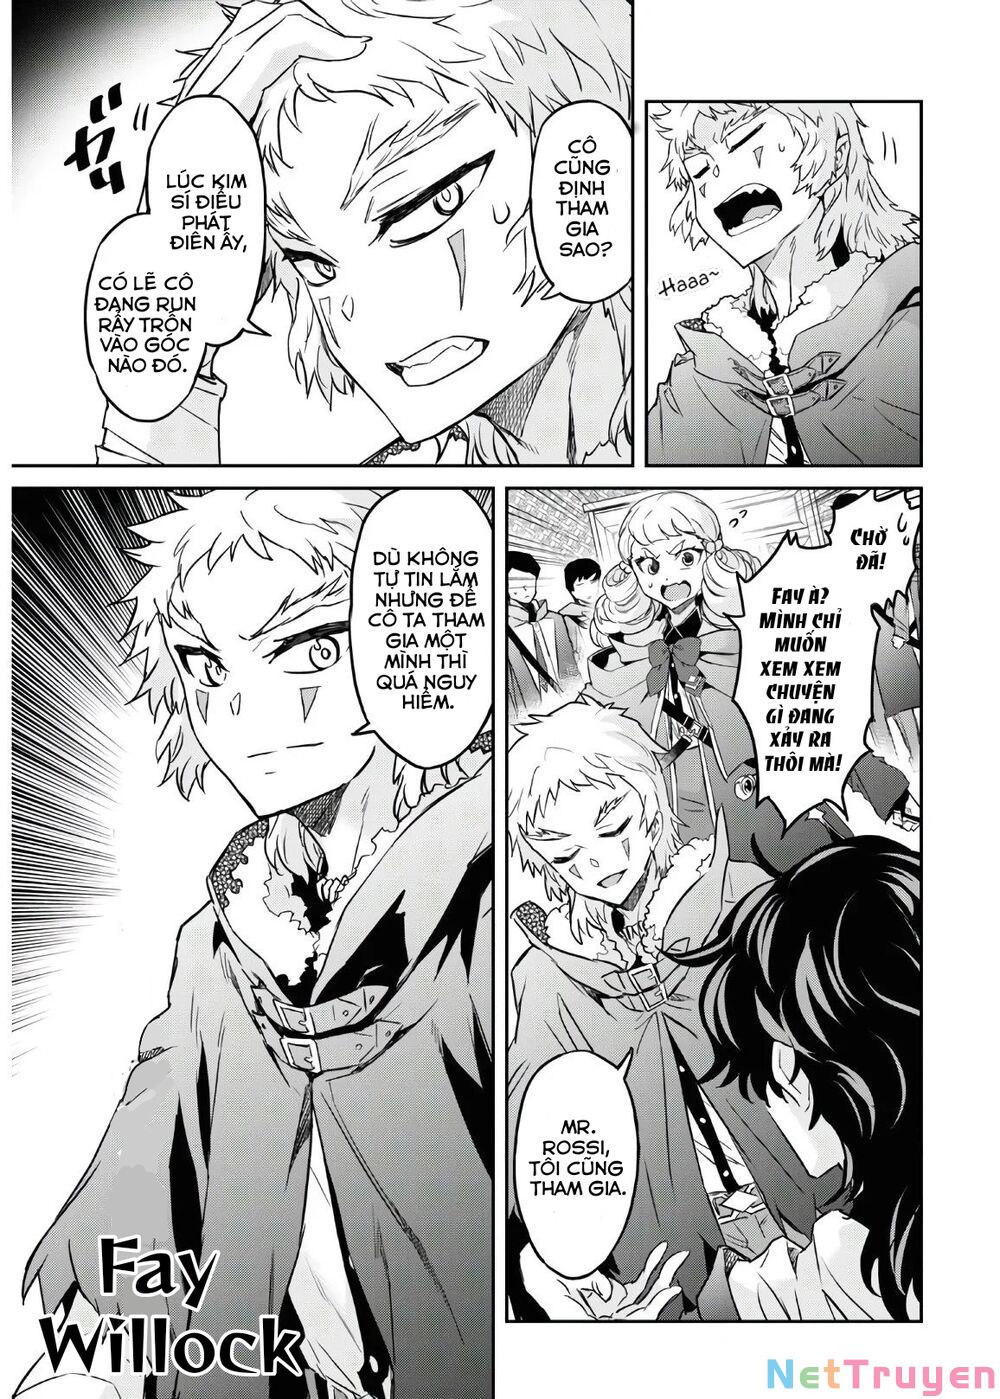 Haaa~
CÔ
CŨNG
ĐỊNH
THAM
GIA
SAO?
LÚC KIM
SÍ ĐIỂU
PHÁT
ĐIÊN ẤY,
CÓ LẼ CÔ
ĐANG RUN
RẨY TRỐN
VÀO GÓC
NÀO ĐÓ.
CHỜ
ĐÃ!
FAY À?
MÌNH CHỈ
MUỐN
XEM XEM
CHUYỆN
GÌ ĐANG
XẢY RA
THÔI MÀ!
MR.
ROSSI,
TÔI CŨNG
THAM GIA.
DÙ KHÔNG
TỰ TIN LẮM
NHƯNG ĐỂ
CÔ TA THAM
GIA MỘT
MÌNH THÌ
QUÁ NGUY
HIỂM.
Fay
Willock
NetTruyen